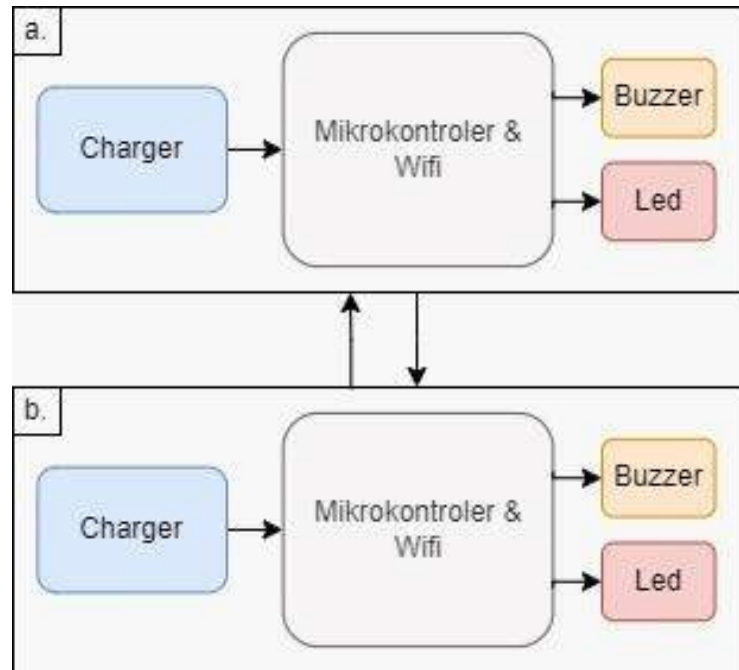 a.
Charger
Mikrokontroler &
Wifi
Buzzer
Led
b.
Charger
Mikrokontroler &
Wifi
Buzzer
Led